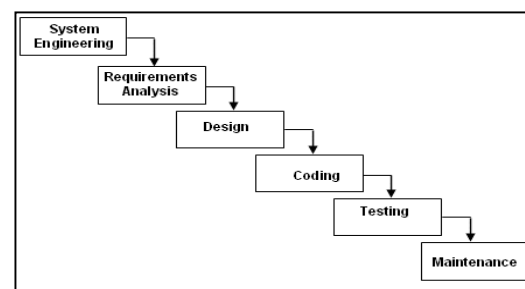 System
Engineering
Requirements
Analysis
Design
Coding
Testing
Maintenance